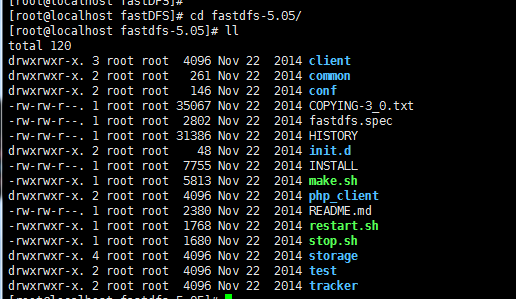 [root@localhost fastDFS]#
[root@localhost fastDFS]# cd fastdfs-5.05/
[root@localhost fastdfs-5.05]# ll
total 120
drwxrwxr-x. 3 root root  4096 Nov 22  2014 client
drwxrwxr-x. 2 root root   261 Nov 22  2014 common
drwxrwxr-x. 2 root root   146 Nov 22  2014 conf
-rw-rw-r--. 1 root root 35067 Nov 22  2014 COPYING-3_0.txt
-rw-rw-r--. 1 root root  2802 Nov 22  2014 fastdfs.spec
-rw-rw-r--. 1 root root 31386 Nov 22  2014 HISTORY
drwxrwxr-x. 2 root root    48 Nov 22  2014 init.d
-rw-rw-r--. 1 root root  7755 Nov 22  2014 INSTALL
-rwxrwxr-x. 1 root root  5813 Nov 22  2014 make.sh
drwxrwxr-x. 2 root root  4096 Nov 22  2014 php_client
-rw-rw-r--. 1 root root  2380 Nov 22  2014 README.md
-rwxrwxr-x. 1 root root  1768 Nov 22  2014 restart.sh
-rwxrwxr-x. 1 root root  1680 Nov 22  2014 stop.sh
drwxrwxr-x. 4 root root  4096 Nov 22  2014 storage
drwxrwxr-x. 2 root root  4096 Nov 22  2014 test
drwxrwxr-x. 2 root root  4096 Nov 22  2014 tracker
[root@localhost fastdfs-5.05]#